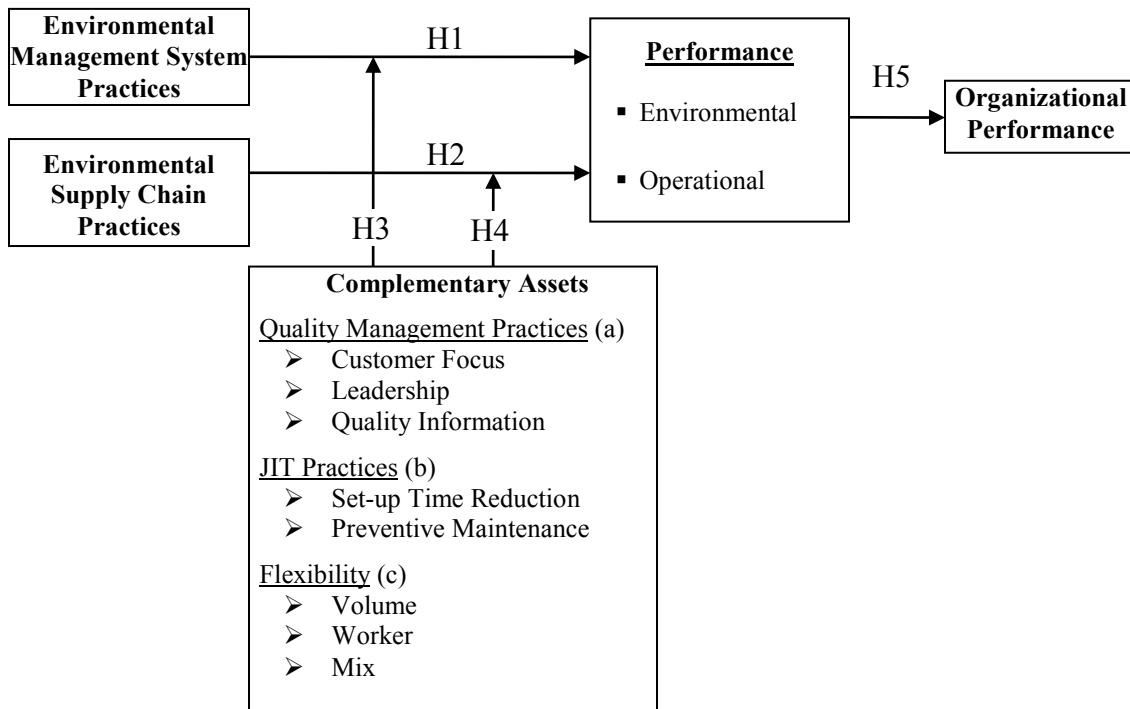 Environmental
Management System
Practices
H1
Performance
▪ Environmental
▪ Operational
H5
Organizational
Performance
Environmental
Supply Chain
Practices
H2
H3
H4
Complementary Assets
Quality Management Practices (a)
➢ Customer Focus
➢ Leadership
➢ Quality Information
JIT Practices (b)
➢ Set-up Time Reduction
➢ Preventive Maintenance
Flexibility (c)
➢ Volume
➢ Worker
➢ Mix